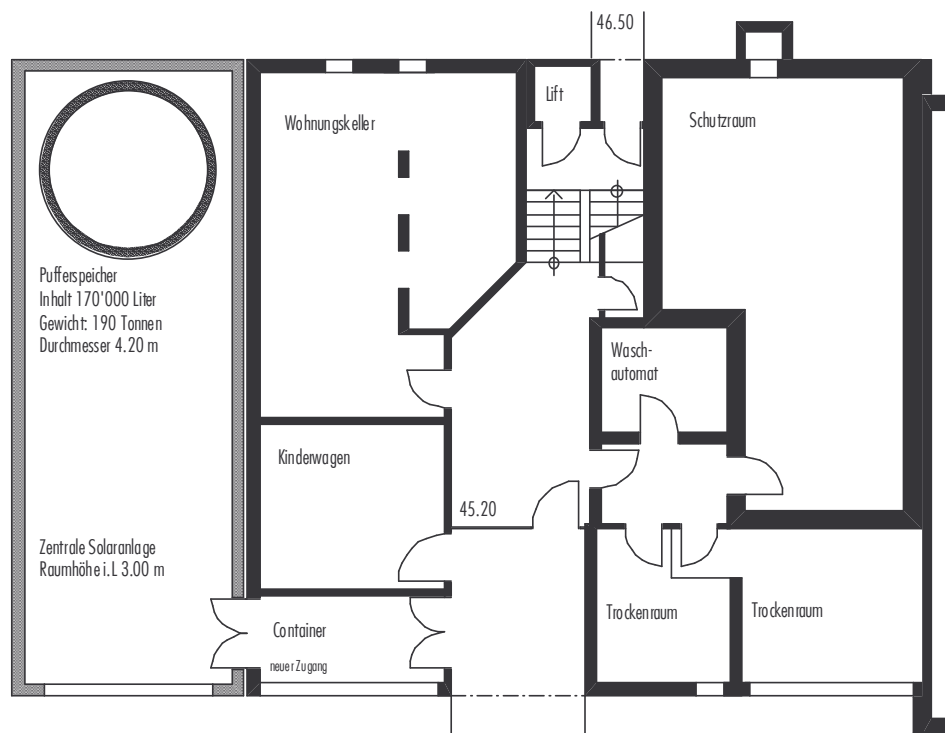 46.50
Lift
Wohnungskeller
Schutzraum
Pufferspeicher
Inhalt 170'000 Liter
Gewicht: 190 Tonnen
Durchmesser 4.20 m
Wasch-
automat
Kinderwagen
45.20
Zentrale Solaranlage
Raumhöhe i.L 3.00 m
Container
neuer Zugang
Trockenraum
Trockenraum